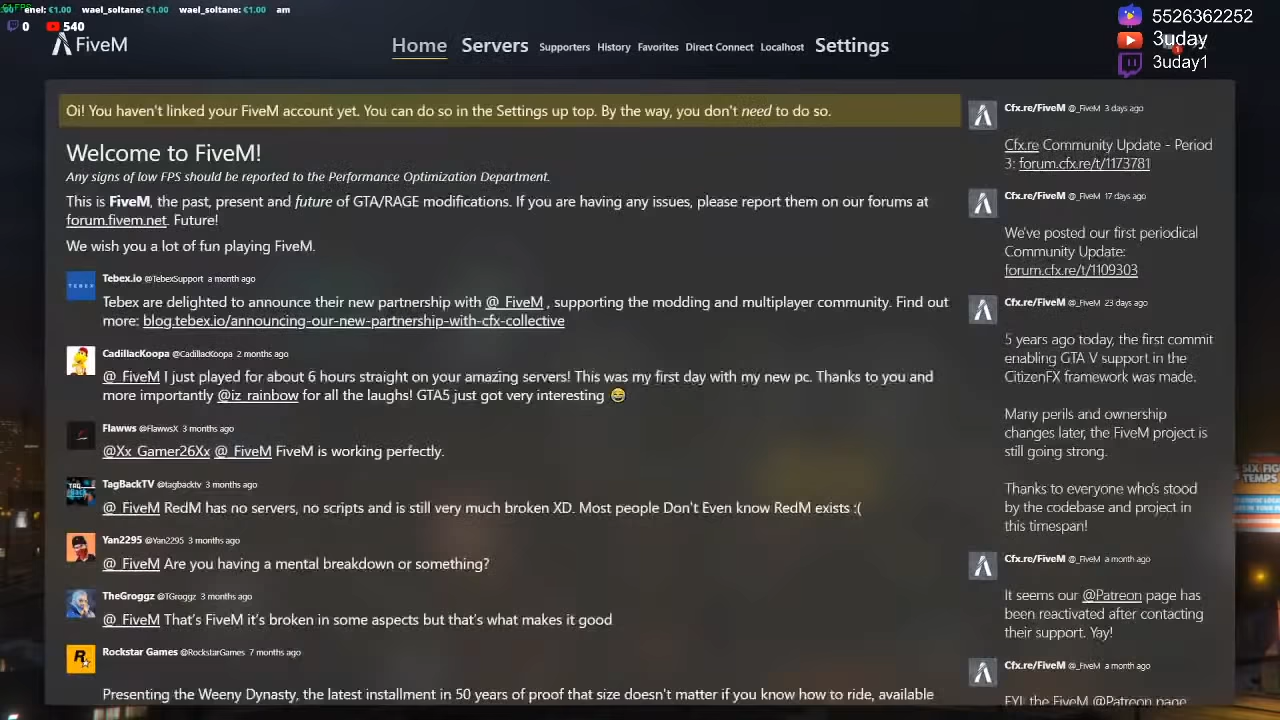 enel: €1.00 wael_soltane: €1.00 wael_soltane: €1.00 am
0 540
FiveM
Home Servers Supporters History Favorites Direct Connect Localhost Settings
5526362252
3uday
3uday1
Oi! You haven't linked your FiveM account yet. You can do so in the Settings up top. By the way, you don't need to do so.
Welcome to FiveM!
Any signs of low FPS should be reported to the Performance Optimization Department.
This is FiveM, the past, present and future of GTA/RAGE modifications. If you are having any issues, please report them on our forums at
forum.fivem.net. Future!
We wish you a lot of fun playing FiveM.
Tebex.io @TebexSupport a month ago
TEBEX
Tebex are delighted to announce their new partnership with @_FiveM , supporting the modding and multiplayer community. Find out
more: blog.tebex.io/announcing-our-new-partnership-with-cfx-collective
CadillacKoopa @CadillacKoopa 2 months ago
@_FiveM I just played for about 6 hours straight on your amazing servers! This was my first day with my new pc. Thanks to you and
more importantly @iz_rainbow for all the laughs! GTA5 just got very interesting 😄
Flawws @FlawwsX 3 months ago
@Xx_Gamer26Xx @_FiveM FiveM is working perfectly.
TagBackTV @tagbacktv 3 months ago
@_FiveM RedM has no servers, no scripts and is still very much broken XD. Most people Don't Even know RedM exists :(
Yan2295 @Yan2295 3 months ago
@_FiveM Are you having a mental breakdown or something?
TheGroggz @TGroggz 3 months ago
@_FiveM That's FiveM it's broken in some aspects but that's what makes it good
Rockstar Games @RockstarGames 7 months ago
Presenting the Weeny Dynasty, the latest installment in 50 years of proof that size doesn't matter if you know how to ride, available
Cfx.re/FiveM @_FiveM 3 days ago
Cfx.re Community Update - Period
3: forum.cfx.re/t/1173781
Cfx.re/FiveM @_FiveM 17 days ago
We've posted our first periodical
Community Update:
forum.cfx.re/t/1109303
Cfx.re/FiveM @_FiveM 23 days ago
5 years ago today, the first commit
enabling GTA V support in the
CitizenFX framework was made.
Many perils and ownership
changes later, the FiveM project is
still going strong.
Thanks to everyone who's stood
by the codebase and project in
this timespan!
Cfx.re/FiveM @_FiveM a month ago
It seems our @Patreon page has
been reactivated after contacting
their support. Yay!
Cfx.re/FiveM @_FiveM a month ago
FYI, the FiveM @Patreon page
SIX FIG
TEMPS